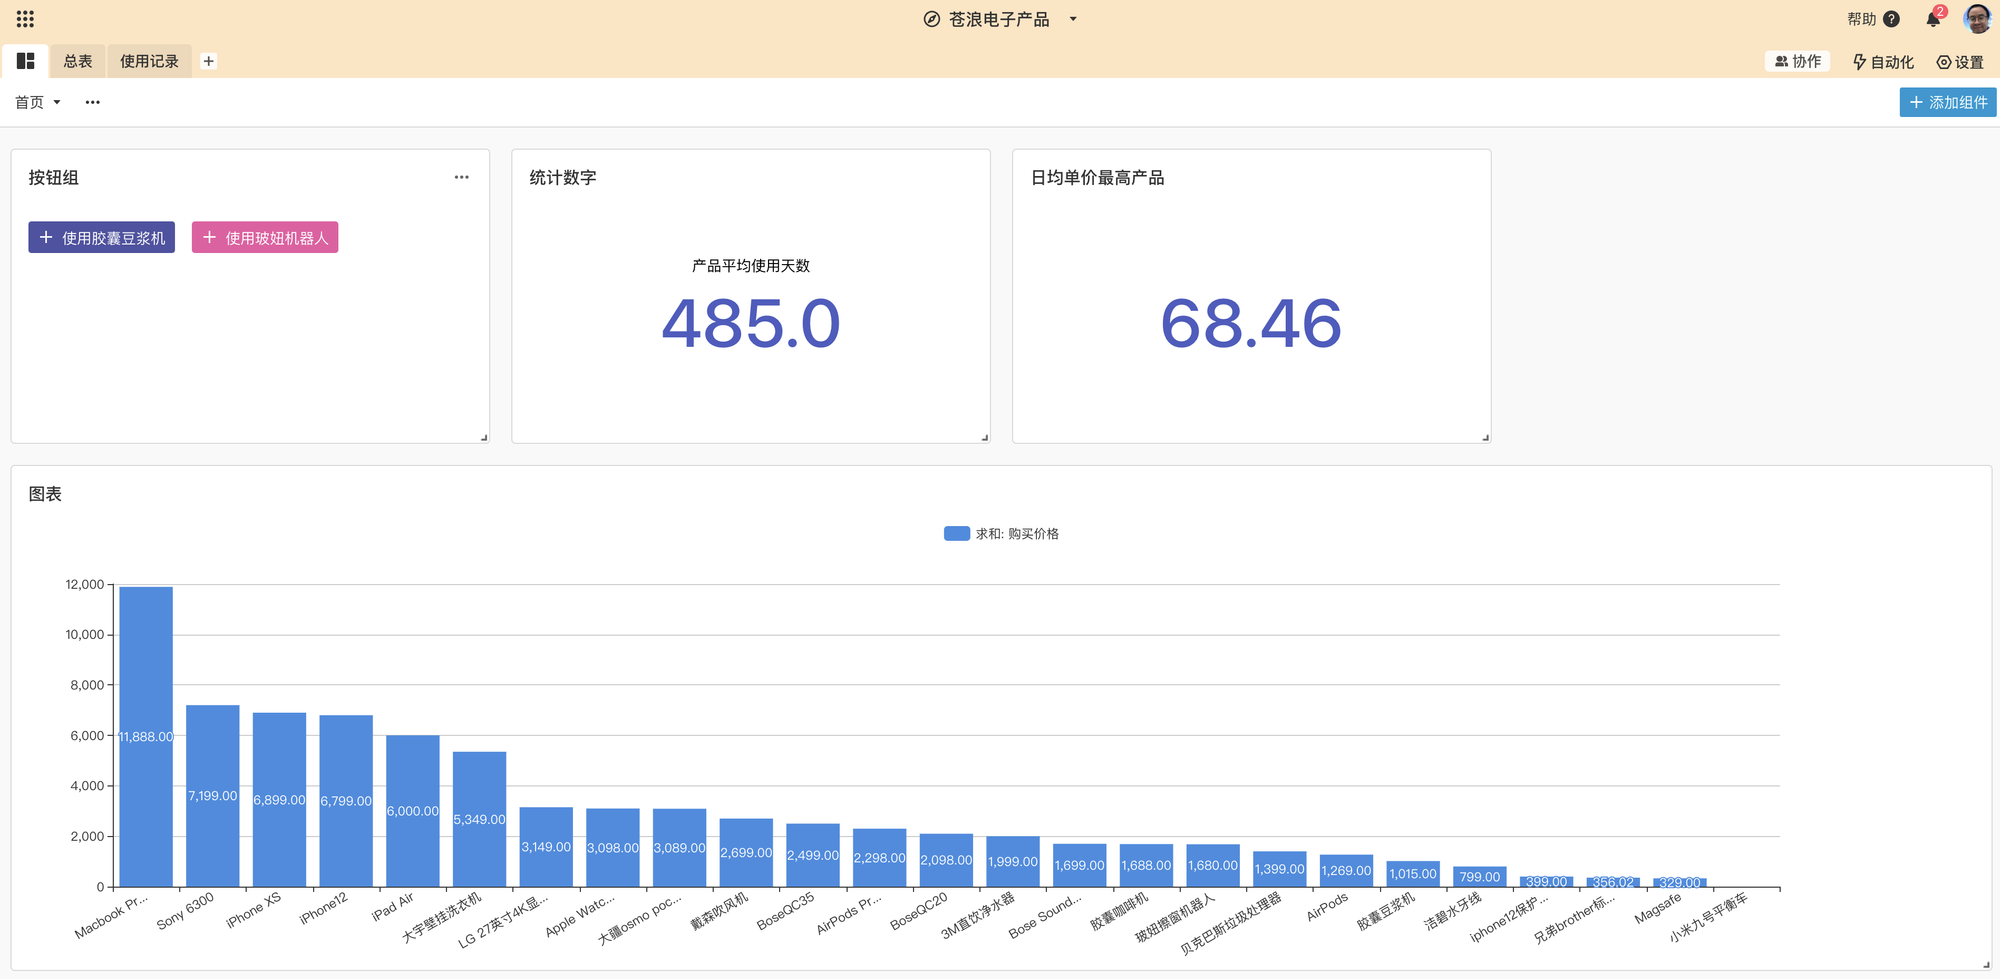 苍浪电子产品
帮助
2
总表
使用记录
协作
自动化
设置
首页
添加组件
按钮组
使用胶囊豆浆机
使用玻妞机器人
统计数字
产品平均使用天数
485.0
日均单价最高产品
68.46
图表
求和: 购买价格
12,000
10,000
8,000
6,000
4,000
2,000
0
11,888.00
7,199.00
6,899.00
6,799.00
6,000.00
5,349.00
3,149.00
3,098.00
3,089.00
2,699.00
2,499.00
2,298.00
2,098.00
1,999.00
1,699.00
1,688.00
1,680.00
1,399.00
1,269.00
1,015.00
799.00
399.00
356.02
329.00
Macbook Pr...
Sony 6300
iPhone XS
iPhone12
iPad Air
大宇壁挂洗衣机
LG 27英寸4K显...
Apple Watc...
大疆osmo poc...
戴森吹风机
BoseQC35
AirPods Pr...
BoseQC20
3M直饮净水器
Bose Sound...
胶囊咖啡机
玻妞擦窗机器人
贝克巴斯垃圾处理器
AirPods
胶囊豆浆机
洁碧水牙线
iphone12保护...
兄弟brother标...
Magsafe
小米九号平衡车